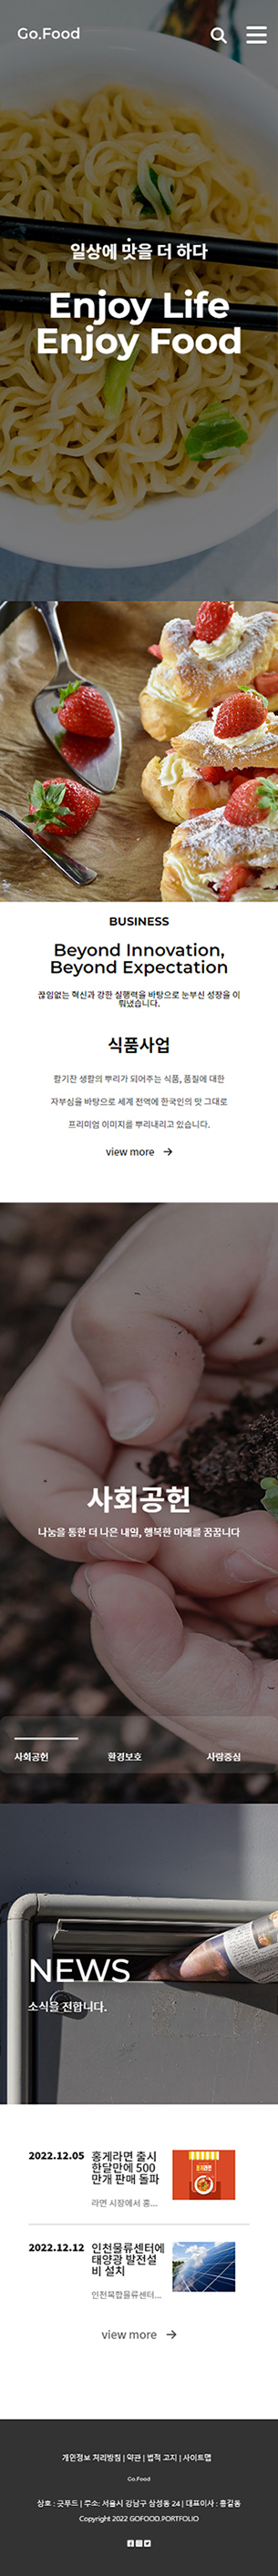 Go.Food
일상에 맛을 더 하다
Enjoy Life
Enjoy Food
BUSINESS
Beyond Innovation,
Beyond Expectation
끊임없는 혁신과 강한 실행력을 바탕으로 눈부신 성장을 이
뤄냈습니다.
식품사업
활기찬 생활의 뿌리가 되어주는 식품, 품질에 대한
자부심을 바탕으로 세계 전역에 한국인의 맛 그대로
프리미엄 이미지를 뿌리내리고 있습니다.
view more →
사회공헌
나눔을 통한 더 나은 내일, 행복한 미래를 꿈꿉니다
사회공헌 환경보호 사람중심
NEWS
소식을 전합니다.
2022.12.05 홍게라면 출시
한달만에 500
만개 판매 돌파
라면 시장에서 홍...
2022.12.12 인천물류센터에
태양광 발전설
비 설치
인천복합물류센터...
view more →
개인정보 처리방침 | 약관 | 법적 고지 | 사이트맵
Go.Food
상호 : 굿푸드 | 주소: 서울시 강남구 삼성동 24 | 대표이사 : 홍길동
Copyright 2022 GOFOOD.PORTFOLIO